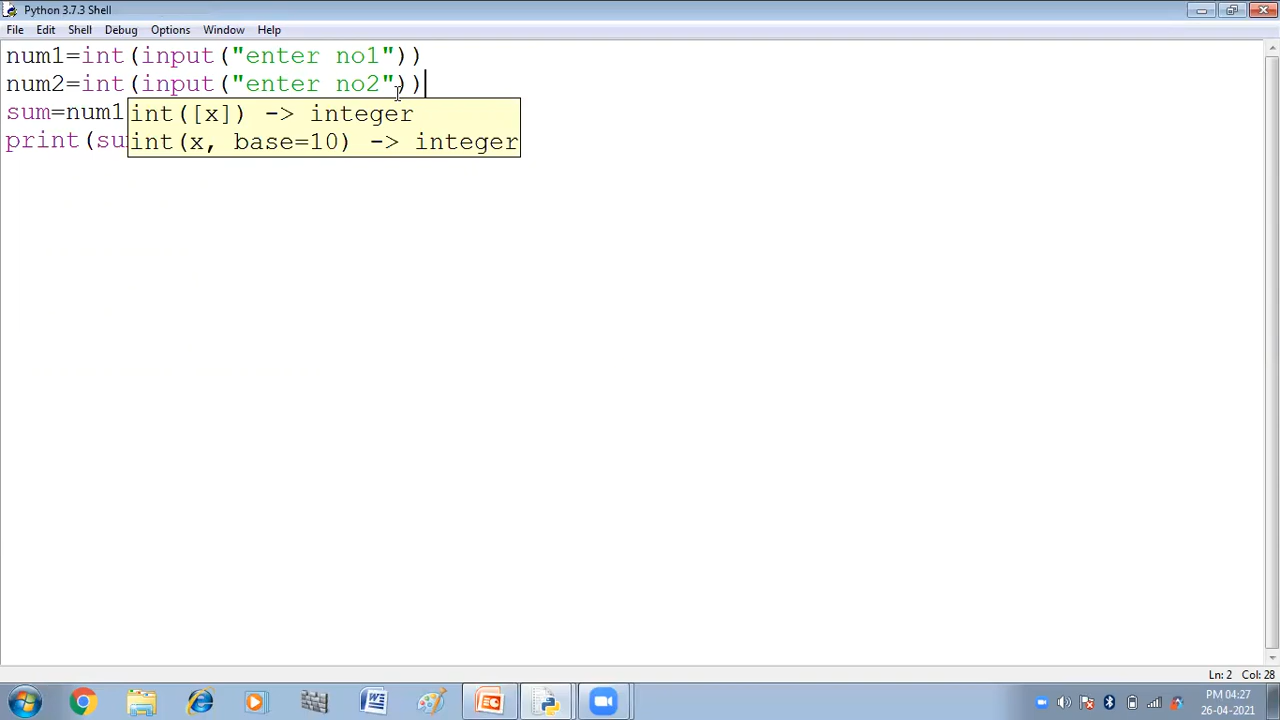 Python 3.7.3 Shell
File Edit Shell Debug Options Window Help
num1=int(input("enter no1"))
num2=int(input("enter no2"))
sum=num1
int([x]) -> integer
print(su
int(x, base=10) -> integer
Ln: 2 Col: 28
PM 04:27
26-04-2021